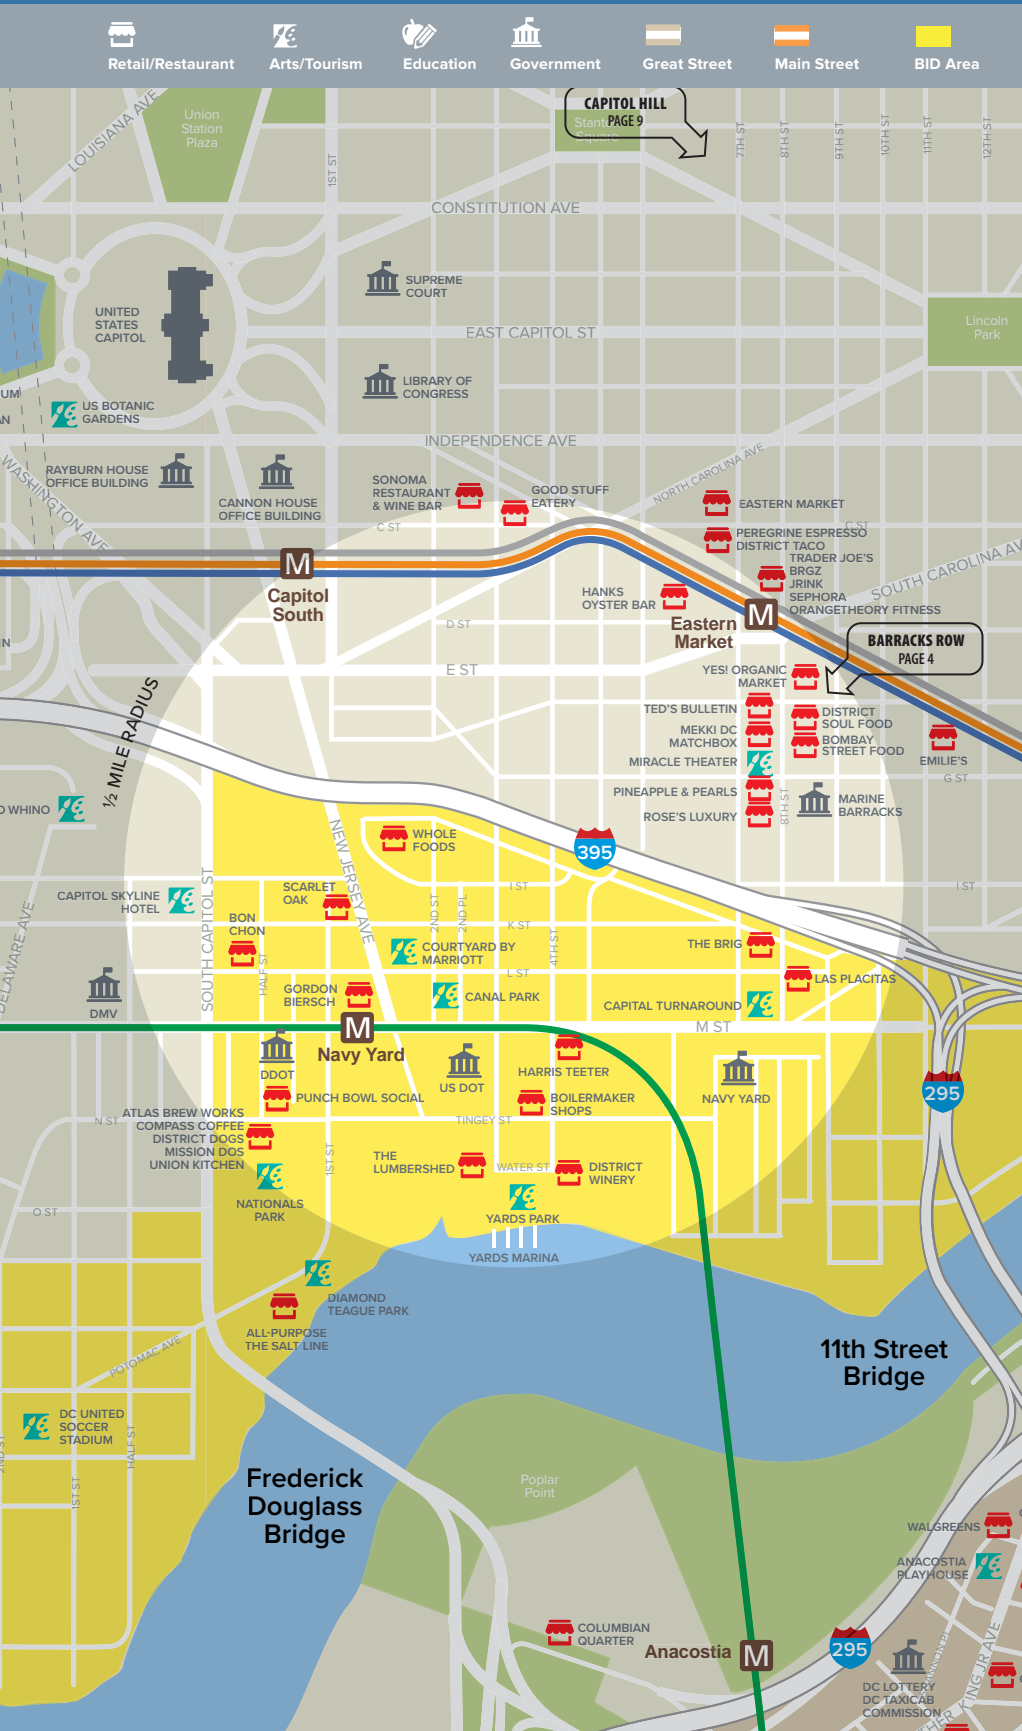 Retail/Restaurant
Arts/Tourism
Education
Government
Great Street
Main Street
BID Area
CAPITOL HILL
PAGE 9
LOUISIANA AVE
Union
Station
Plaza
Square
1ST ST
7TH ST
8TH ST
9TH ST
10TH ST
11TH ST
12TH ST
CONSTITUTION AVE
SUPREME
COURT
UNITED
STATES
CAPITOL
EAST CAPITOL ST
Lincoln
Park
LIBRARY OF
CONGRESS
UM
US BOTANIC
GARDENS
INDEPENDENCE AVE
WASHINGTON AVE
RAYBURN HOUSE
OFFICE BUILDING
CANNON HOUSE
OFFICE BUILDING
SONOMA
RESTAURANT
& WINE BAR
GOOD STUFF
EATERY
NORTH CAROLINA AVE
C ST
EASTERN MARKET
C ST
PEREGRINE ESPRESSO
DISTRICT TACO
TRADER JOE'S
BRGZ
JRINK
SEPHORA
ORANGETHEORY FITNESS
SOUTH CAROLINA AV
M
Capitol
South
HANKS
OYSTER BAR
M
Eastern
Market
D ST
IN
BARRACKS ROW
PAGE 4
E ST
YES! ORGANIC
MARKET
½ MILE RADIUS
TED'S BULLETIN
DISTRICT
SOUL FOOD
MEKKI DC
MATCHBOX
BOMBAY
STREET FOOD
MIRACLE THEATER
EMILIE'S
G ST
PINEAPPLE & PEARLS
8TH ST
MARINE
BARRACKS
ROSE'S LUXURY
WHINO
NEW JERSEY AVE
WHOLE
FOODS
395
SOUTH CAPITOL ST
I ST
I ST
CAPITOL SKYLINE
HOTEL
SCARLET
OAK
BON
CHON
2ND ST
2ND PL
K ST
4TH ST
DELAWARE AVE
COURTYARD BY
MARRIOTT
THE BRIG
HALF ST
L ST
LAS PLACITAS
GORDON
BIERSCH
CANAL PARK
CAPITAL TURNAROUND
DMV
M
Navy Yard
M ST
DDOT
US DOT
HARRIS TEETER
NAVY YARD
295
PUNCH BOWL SOCIAL
BOILERMAKER
SHOPS
N ST
ATLAS BREW WORKS
COMPASS COFFEE
DISTRICT DOGS
MISSION DOS
UNION KITCHEN
TINGEY ST
1ST ST
THE
LUMBERSHED
WATER ST
DISTRICT
WINERY
NATIONALS
PARK
O ST
YARDS PARK
YARDS MARINA
DIAMOND
TEAGUE PARK
ALL-PURPOSE
THE SALT LINE
POTOMAC AVE
11th Street
Bridge
DC UNITED
SOCCER
STADIUM
2ND ST
HALF ST
1ST ST
Frederick
Douglass
Bridge
Poplar
Point
WALGREENS
ANACOSTIA
PLAYHOUSE
COLUMBIAN
QUARTER
Anacostia
M
295
DC LOTTERY
DC TAXICAB
COMMISSION
KING JR AVE